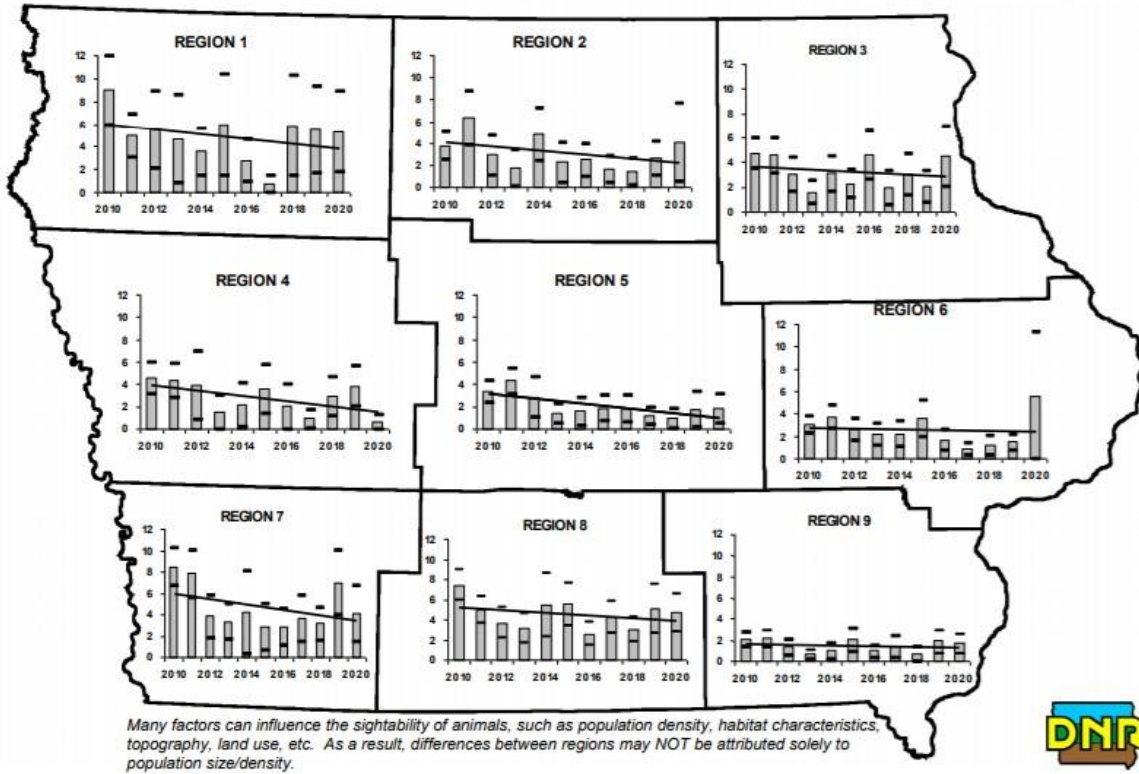 REGION 1
12
10
8
6
4
2
0
2010 2012 2014 2016 2018 2020
REGION 2
12
10
8
6
4
2
0
2010 2012 2014 2016 2018 2020
REGION 3
12
10
8
6
4
2
0
2010 2012 2014 2016 2018 2020
REGION 4
12
10
8
6
4
2
0
2010 2012 2014 2016 2018 2020
REGION 5
12
10
8
6
4
2
0
2010 2012 2014 2016 2018 2020
REGION 6
12
10
8
6
4
2
0
2010 2012 2014 2016 2018 2020
REGION 7
12
10
8
6
4
2
0
2010 2012 2014 2016 2018 2020
REGION 8
12
10
8
6
4
2
0
2010 2012 2014 2016 2018 2020
REGION 9
12
10
8
6
4
2
0
2010 2012 2014 2016 2018 2020
Many factors can influence the sightability of animals, such as population density, habitat characteristics,
topography, land use, etc. As a result, differences between regions may NOT be attributed solely to
population size/density.
DNR